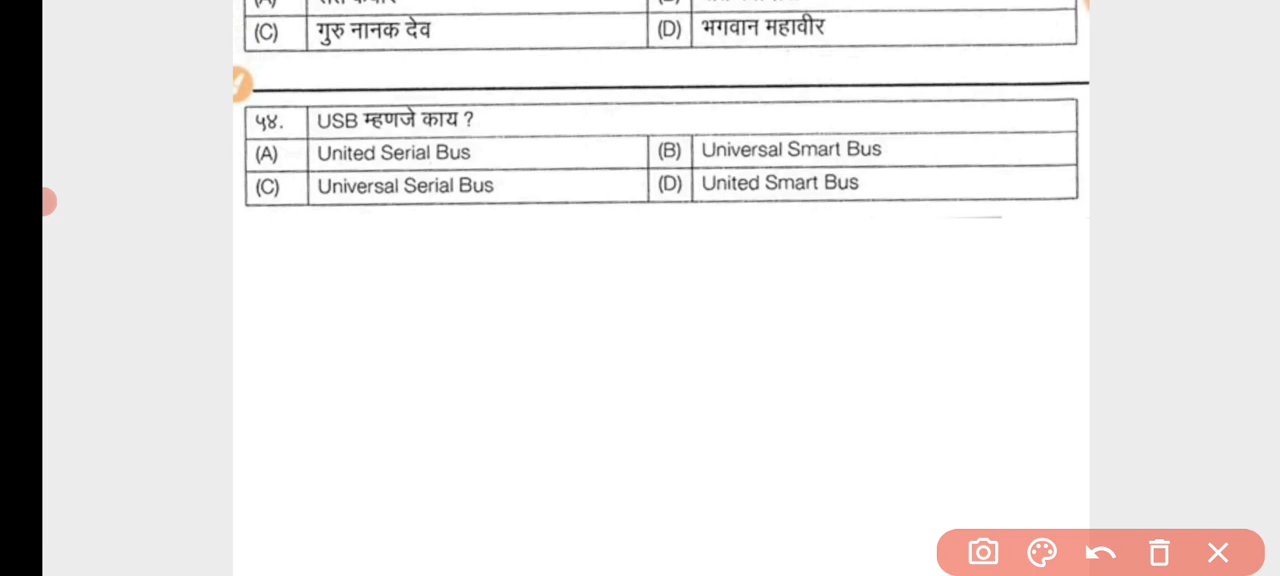 (C) गुरु नानक देव (D) भगवान महावीर
५४. USB म्हणजे काय ?
(A) United Serial Bus (B) Universal Smart Bus
(C) Universal Serial Bus (D) United Smart Bus